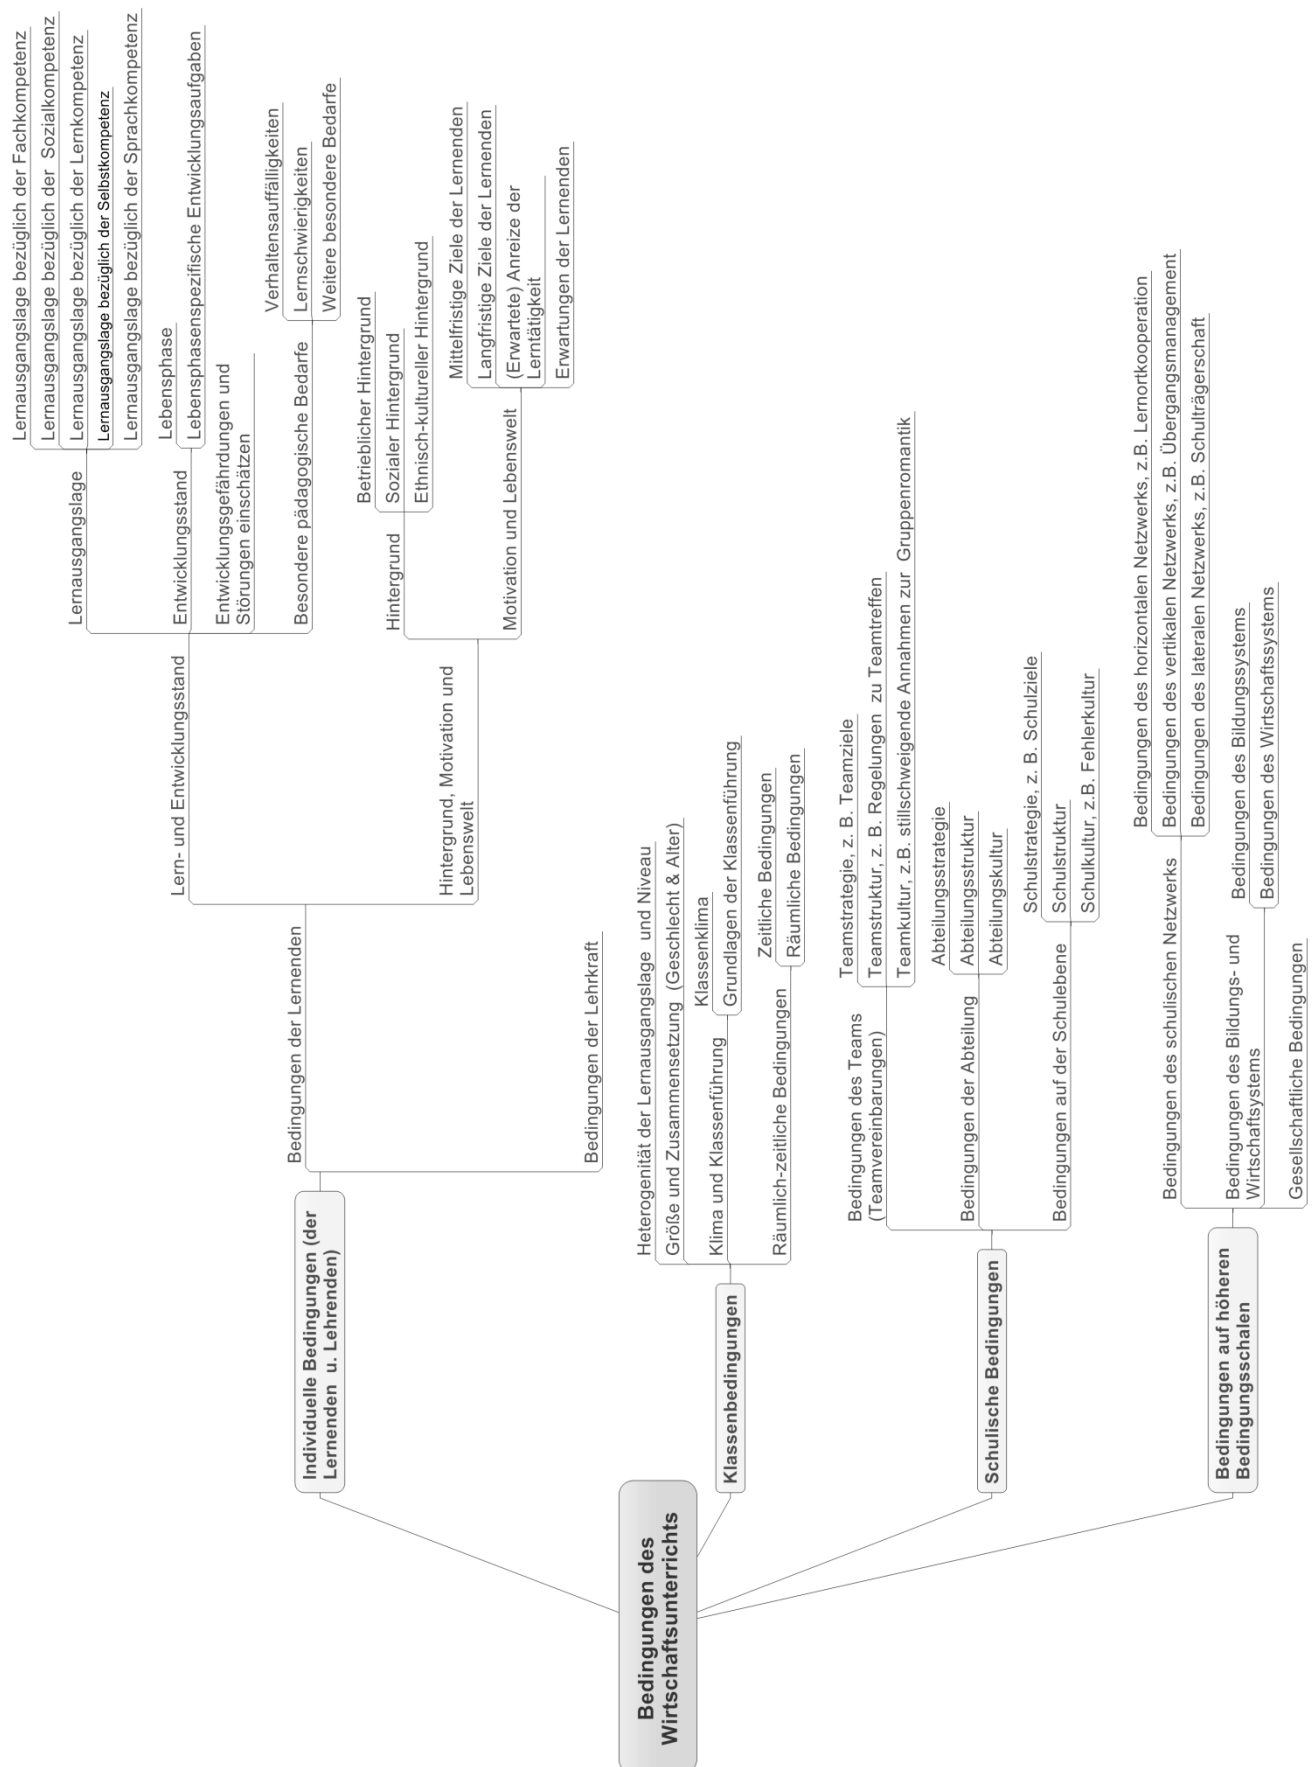 Bedingungen des
Wirtschaftsunterrichts
Individuelle Bedingungen (der
Lernenden u. Lehrenden)
Bedingungen der Lernenden
Lern- und Entwicklungsstand
Lernausgangslage
Lernausgangslage bezüglich der Fachkompetenz
Lernausgangslage bezüglich der Sozialkompetenz
Lernausgangslage bezüglich der Lernkompetenz
Lernausgangslage bezüglich der Selbstkompetenz
Lernausgangslage bezüglich der Sprachkompetenz
Entwicklungsstand
Lebensphase
Lebensphasenspezifische Entwicklungsaufgaben
Entwicklungsgefährdungen und
Störungen einschätzen
Besondere pädagogische Bedarfe
Verhaltensauffälligkeiten
Lernschwierigkeiten
Weitere besondere Bedarfe
Hintergrund, Motivation und
Lebenswelt
Hintergrund
Betrieblicher Hintergrund
Sozialer Hintergrund
Ethnisch-kultureller Hintergrund
Motivation und Lebenswelt
Mittelfristige Ziele der Lernenden
Langfristige Ziele der Lernenden
(Erwartete) Anreize der
Lerntätigkeit
Erwartungen der Lernenden
Bedingungen der Lehrkraft
Klassenbedingungen
Heterogenität der Lernausgangslage und Niveau
Größe und Zusammensetzung (Geschlecht & Alter)
Klima und Klassenführung
Klassenklima
Grundlagen der Klassenführung
Räumlich-zeitliche Bedingungen
Zeitliche Bedingungen
Räumliche Bedingungen
Schulische Bedingungen
Bedingungen des Teams
(Teamvereinbarungen)
Teamstrategie, z. B. Teamziele
Teamstruktur, z. B. Regelungen zu Teamtreffen
Teamkultur, z.B. stillschweigende Annahmen zur Gruppenromantik
Bedingungen der Abteilung
Abteilungsstrategie
Abteilungsstruktur
Abteilungskultur
Bedingungen auf der Schulebene
Schulstrategie, z. B. Schulziele
Schulstruktur
Schulkultur, z.B. Fehlerkultur
Bedingungen auf höheren
Bedingungsschalen
Bedingungen des schulischen Netzwerks
Bedingungen des horizontalen Netzwerks, z.B. Lernortkooperation
Bedingungen des vertikalen Netzwerks, z.B. Übergangsmanagement
Bedingungen des lateralen Netzwerks, z.B. Schulträgerschaft
Bedingungen des Bildungs- und
Wirtschaftsystems
Bedingungen des Bildungssystems
Bedingungen des Wirtschaftssystems
Gesellschaftliche Bedingungen